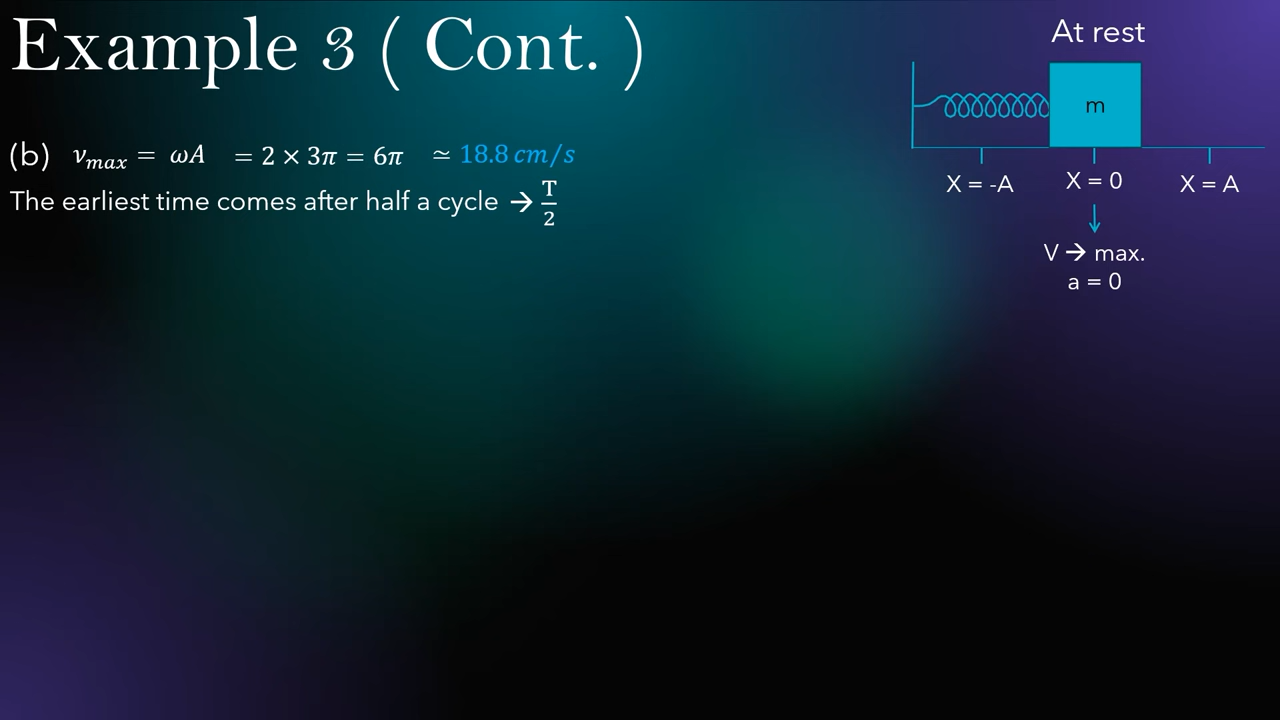 Example 3 ( Cont. )
At rest
m
X = -A
X = 0
X = A
V → max.
a = 0
(b) v_max = ωA = 2 × 3π = 6π ≃ 18.8 cm/s
The earliest time comes after half a cycle → T/2